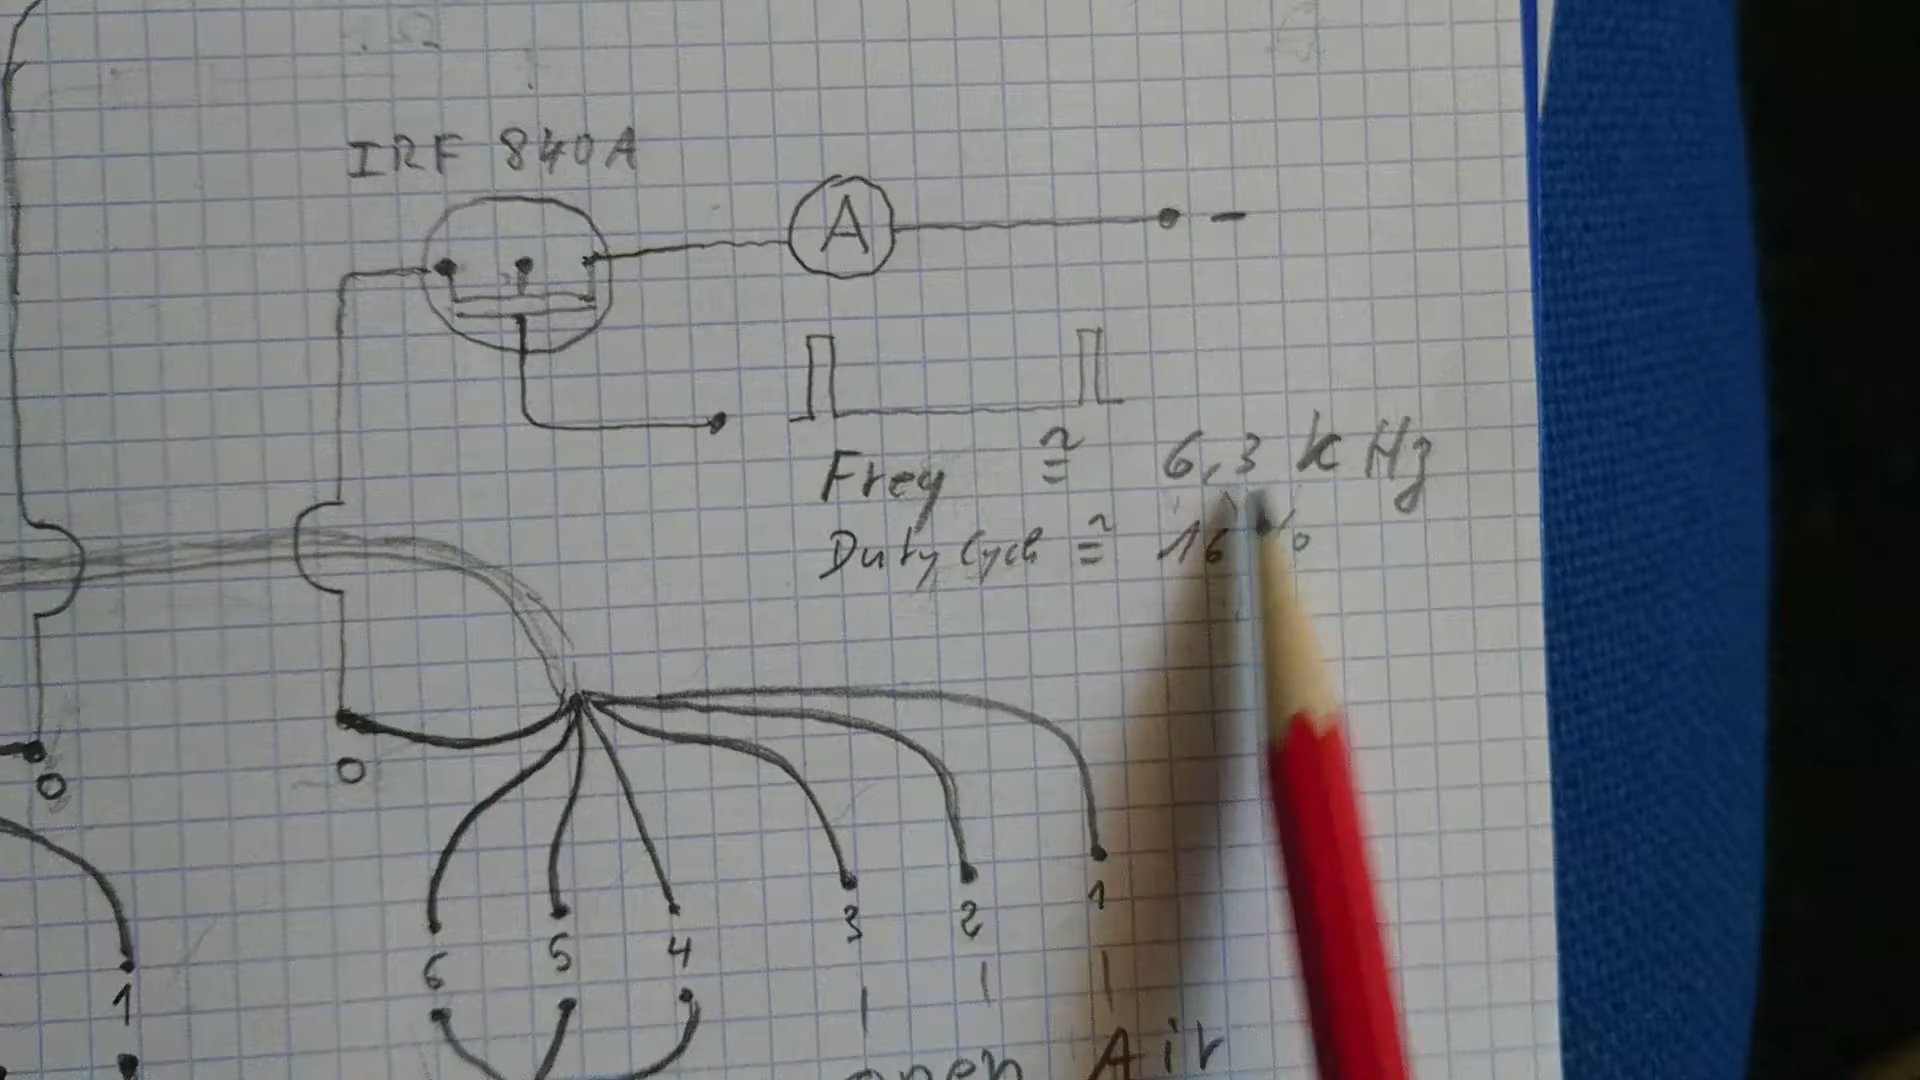 IRF 840A
A
-
Freq ≅ 6,3 kHz
Duty Cycle ≅ 16 %
0 0
6 5 4 3 2 1
1
open Air